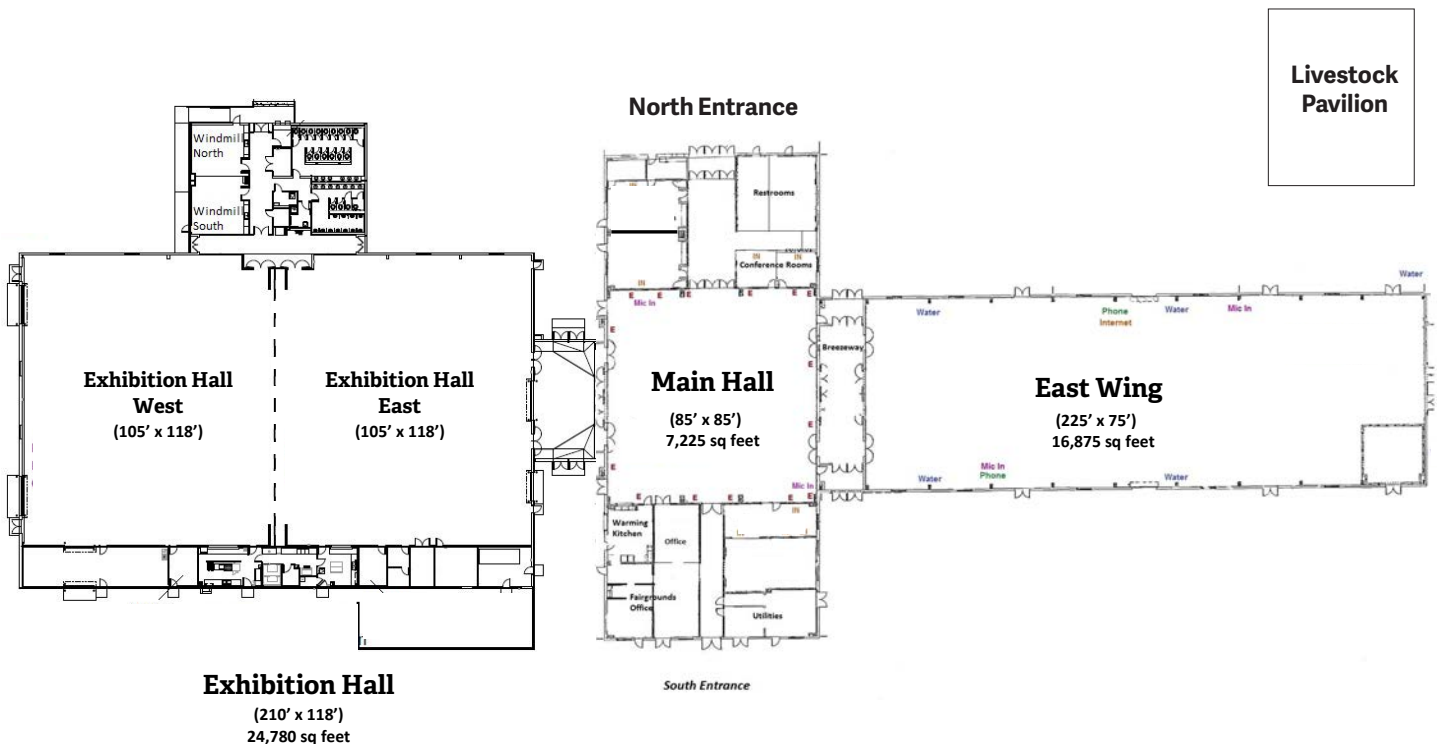 Livestock
Pavilion
North Entrance
Windmill
North
Windmill
South
IN
Restrooms
IN
IN
Conference Rooms
IN
E
E
E
E
E
E
E
Mic In
Water
Water
Phone
Internet
Water
Mic In
E
Breezeway
E
E
Exhibition Hall
West
(105’ x 118’)
Exhibition Hall
East
(105’ x 118’)
Main Hall
(85’ x 85’)
7,225 sq feet
East Wing
(225’ x 75’)
16,875 sq feet
E
E
Mic In
Phone
Water
Water
Mic In
E
E
E
E
E
IN
Warming
Kitchen
Office
Fairgrounds
Office
Utilities
South Entrance
Exhibition Hall
(210’ x 118’)
24,780 sq feet